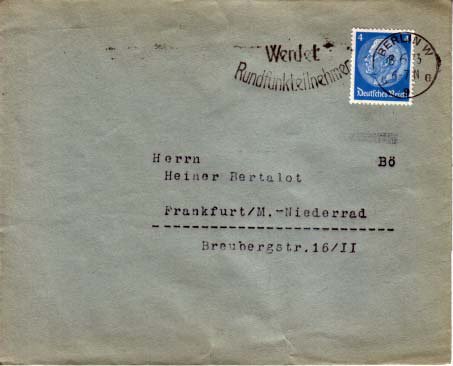 4
BERLIN W
Werdet
Rundfunkteilnehmer
Deutsches Reich
Herrn Bö
Heiner Bertalot
Frankfurt/M.-Niederrad
Breubergstr.16/II